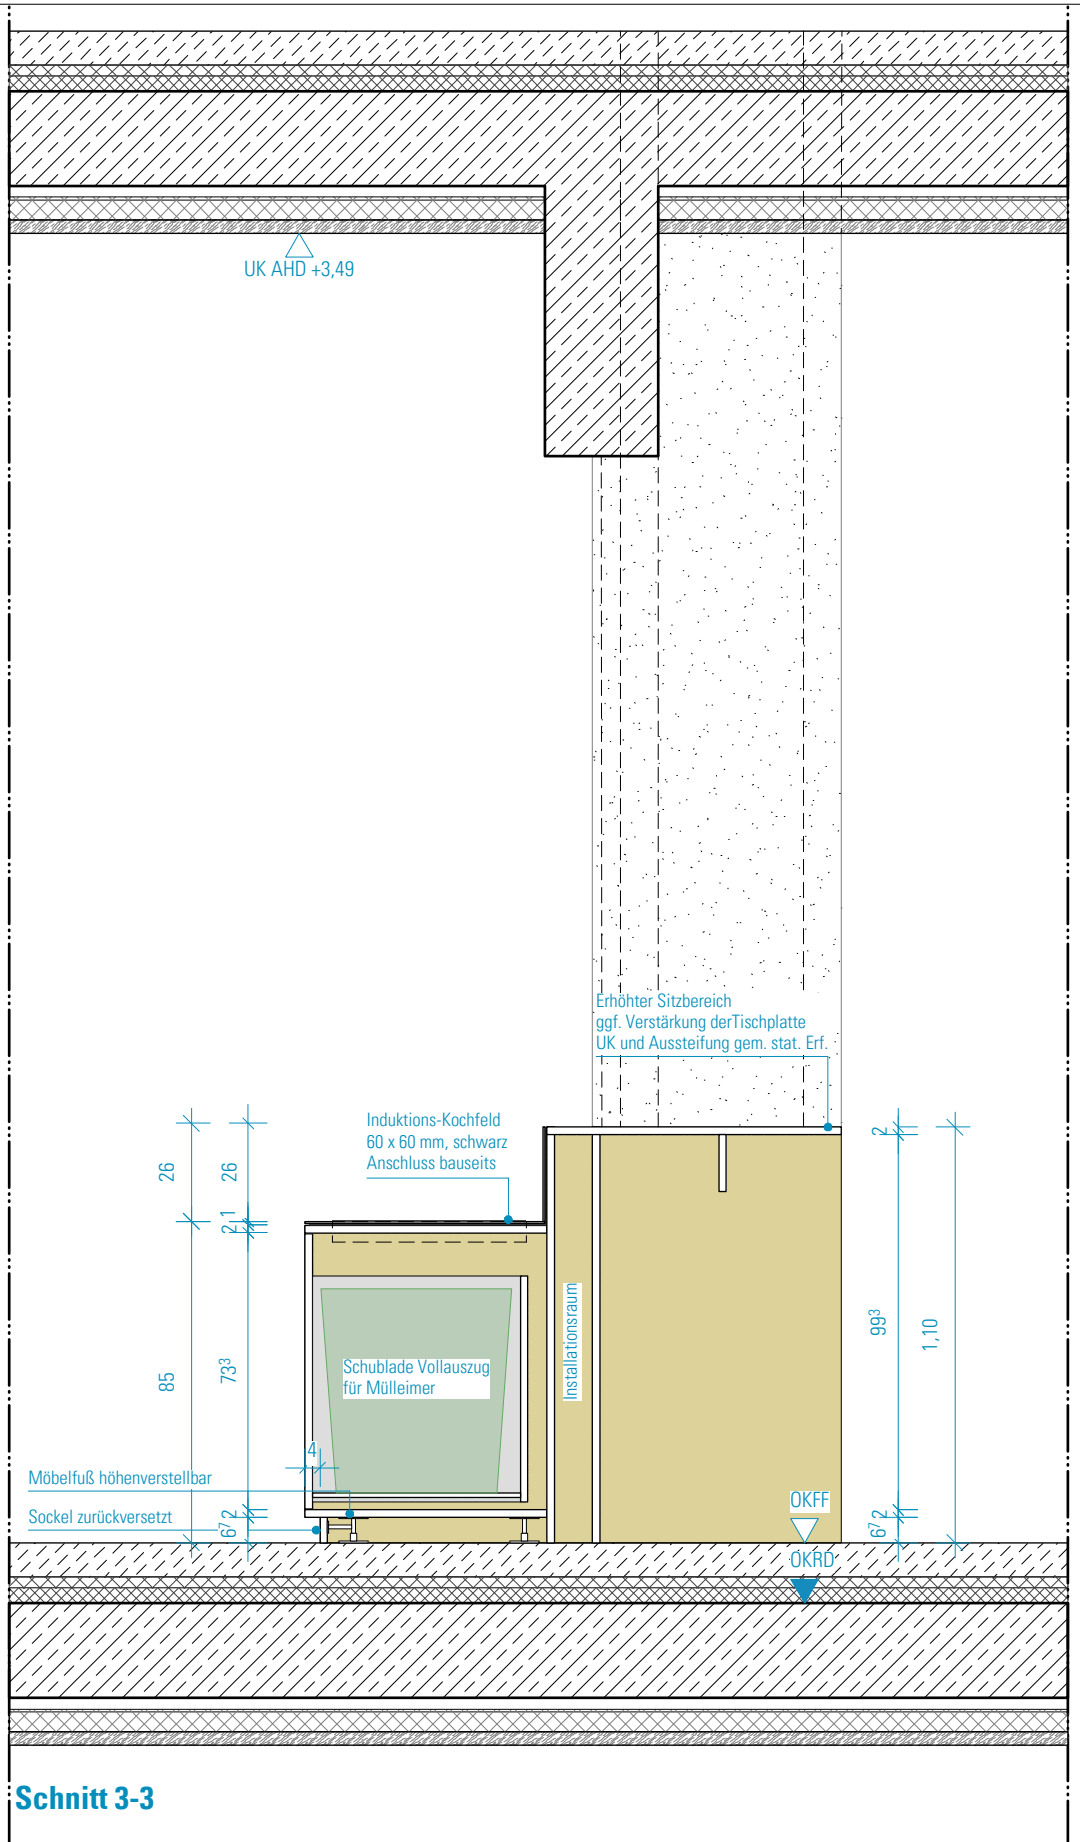 UK AHD +3,49
Erhöhter Sitzbereich
ggf. Verstärkung derTischplatte
UK und Aussteifung gem. stat. Erf.
Induktions-Kochfeld
60 x 60 mm, schwarz
Anschluss bauseits
26
26
2
2 1
Installationsraum
99³
1,10
85
73³
Schublade Vollauszug
für Mülleimer
4
Möbelfuß höhenverstellbar
Sockel zurückversetzt
6⁷ 2
OKFF
6⁷ 2
OKRD
Schnitt 3-3